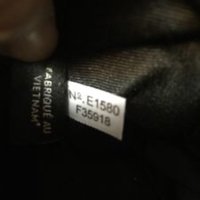 FABRIQUÉ AU
VIETNAM
Nº. E1580
F35918